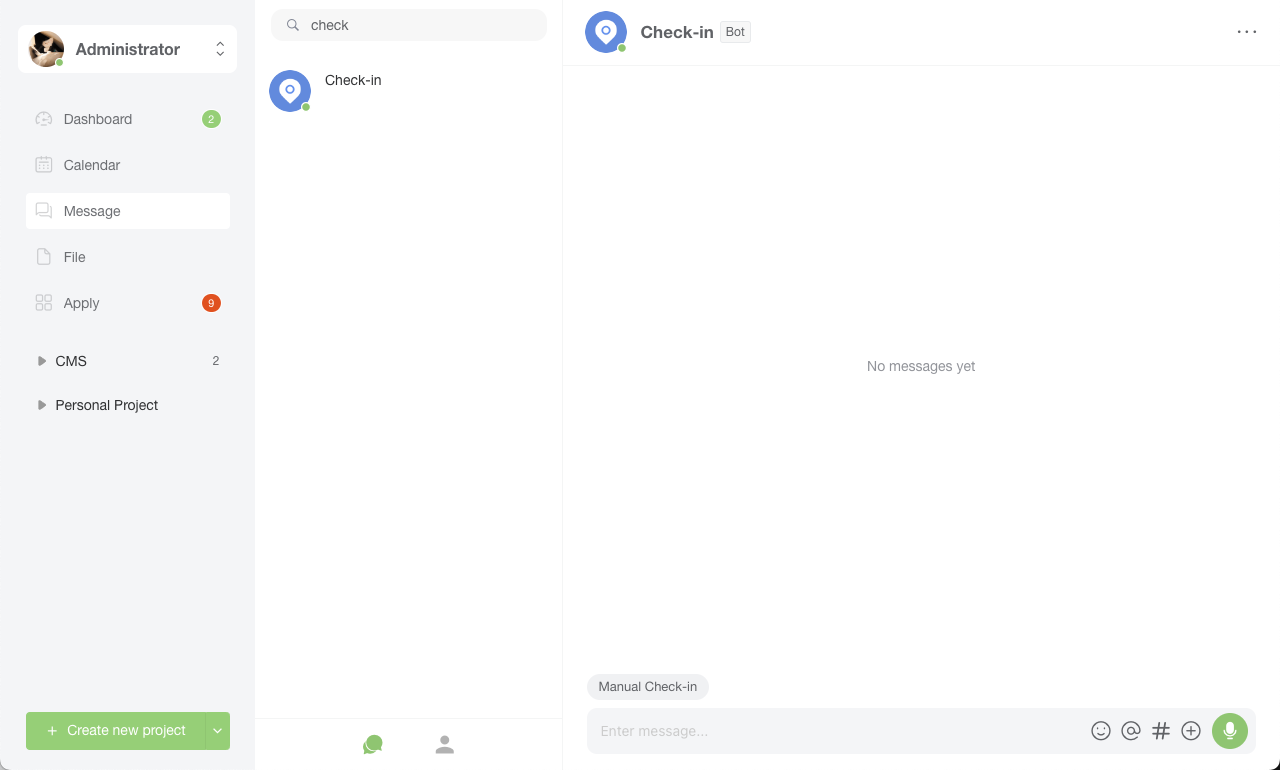 Administrator
Dashboard
2
Calendar
Message
File
Apply
9
CMS
2
Personal Project
+ Create new project
check
Check-in
Check-in
Bot
No messages yet
Manual Check-in
Enter message...